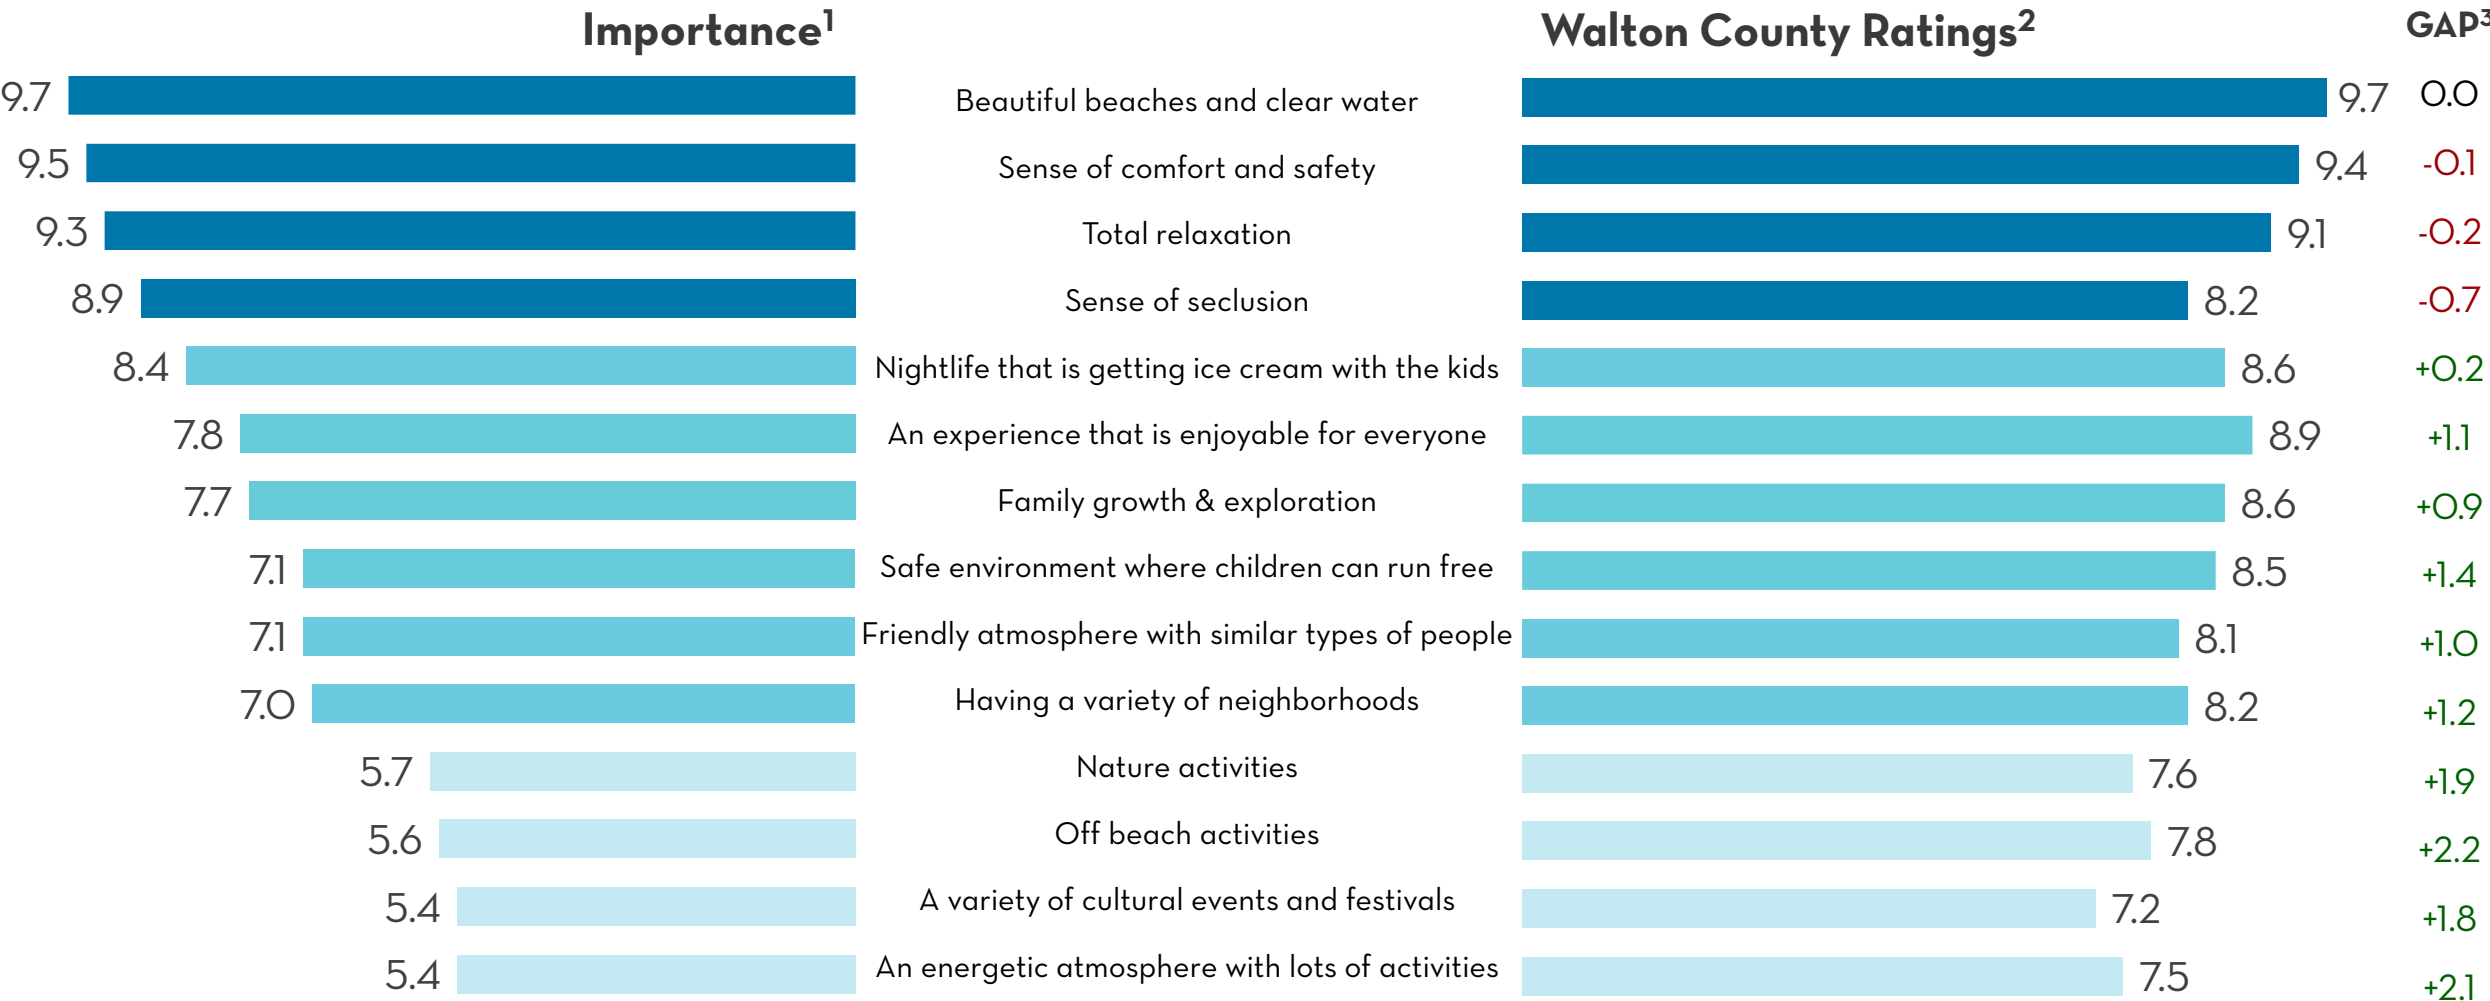 Importance¹ Walton County Ratings² GAP³
9.7 Beautiful beaches and clear water 9.7 0.0
9.5 Sense of comfort and safety 9.4 -0.1
9.3 Total relaxation 9.1 -0.2
8.9 Sense of seclusion 8.2 -0.7
8.4 Nightlife that is getting ice cream with the kids 8.6 +0.2
7.8 An experience that is enjoyable for everyone 8.9 +1.1
7.7 Family growth & exploration 8.6 +0.9
7.1 Safe environment where children can run free 8.5 +1.4
7.1 Friendly atmosphere with similar types of people 8.1 +1.0
7.0 Having a variety of neighborhoods 8.2 +1.2
5.7 Nature activities 7.6 +1.9
5.6 Off beach activities 7.8 +2.2
5.4 A variety of cultural events and festivals 7.2 +1.8
5.4 An energetic atmosphere with lots of activities 7.5 +2.1